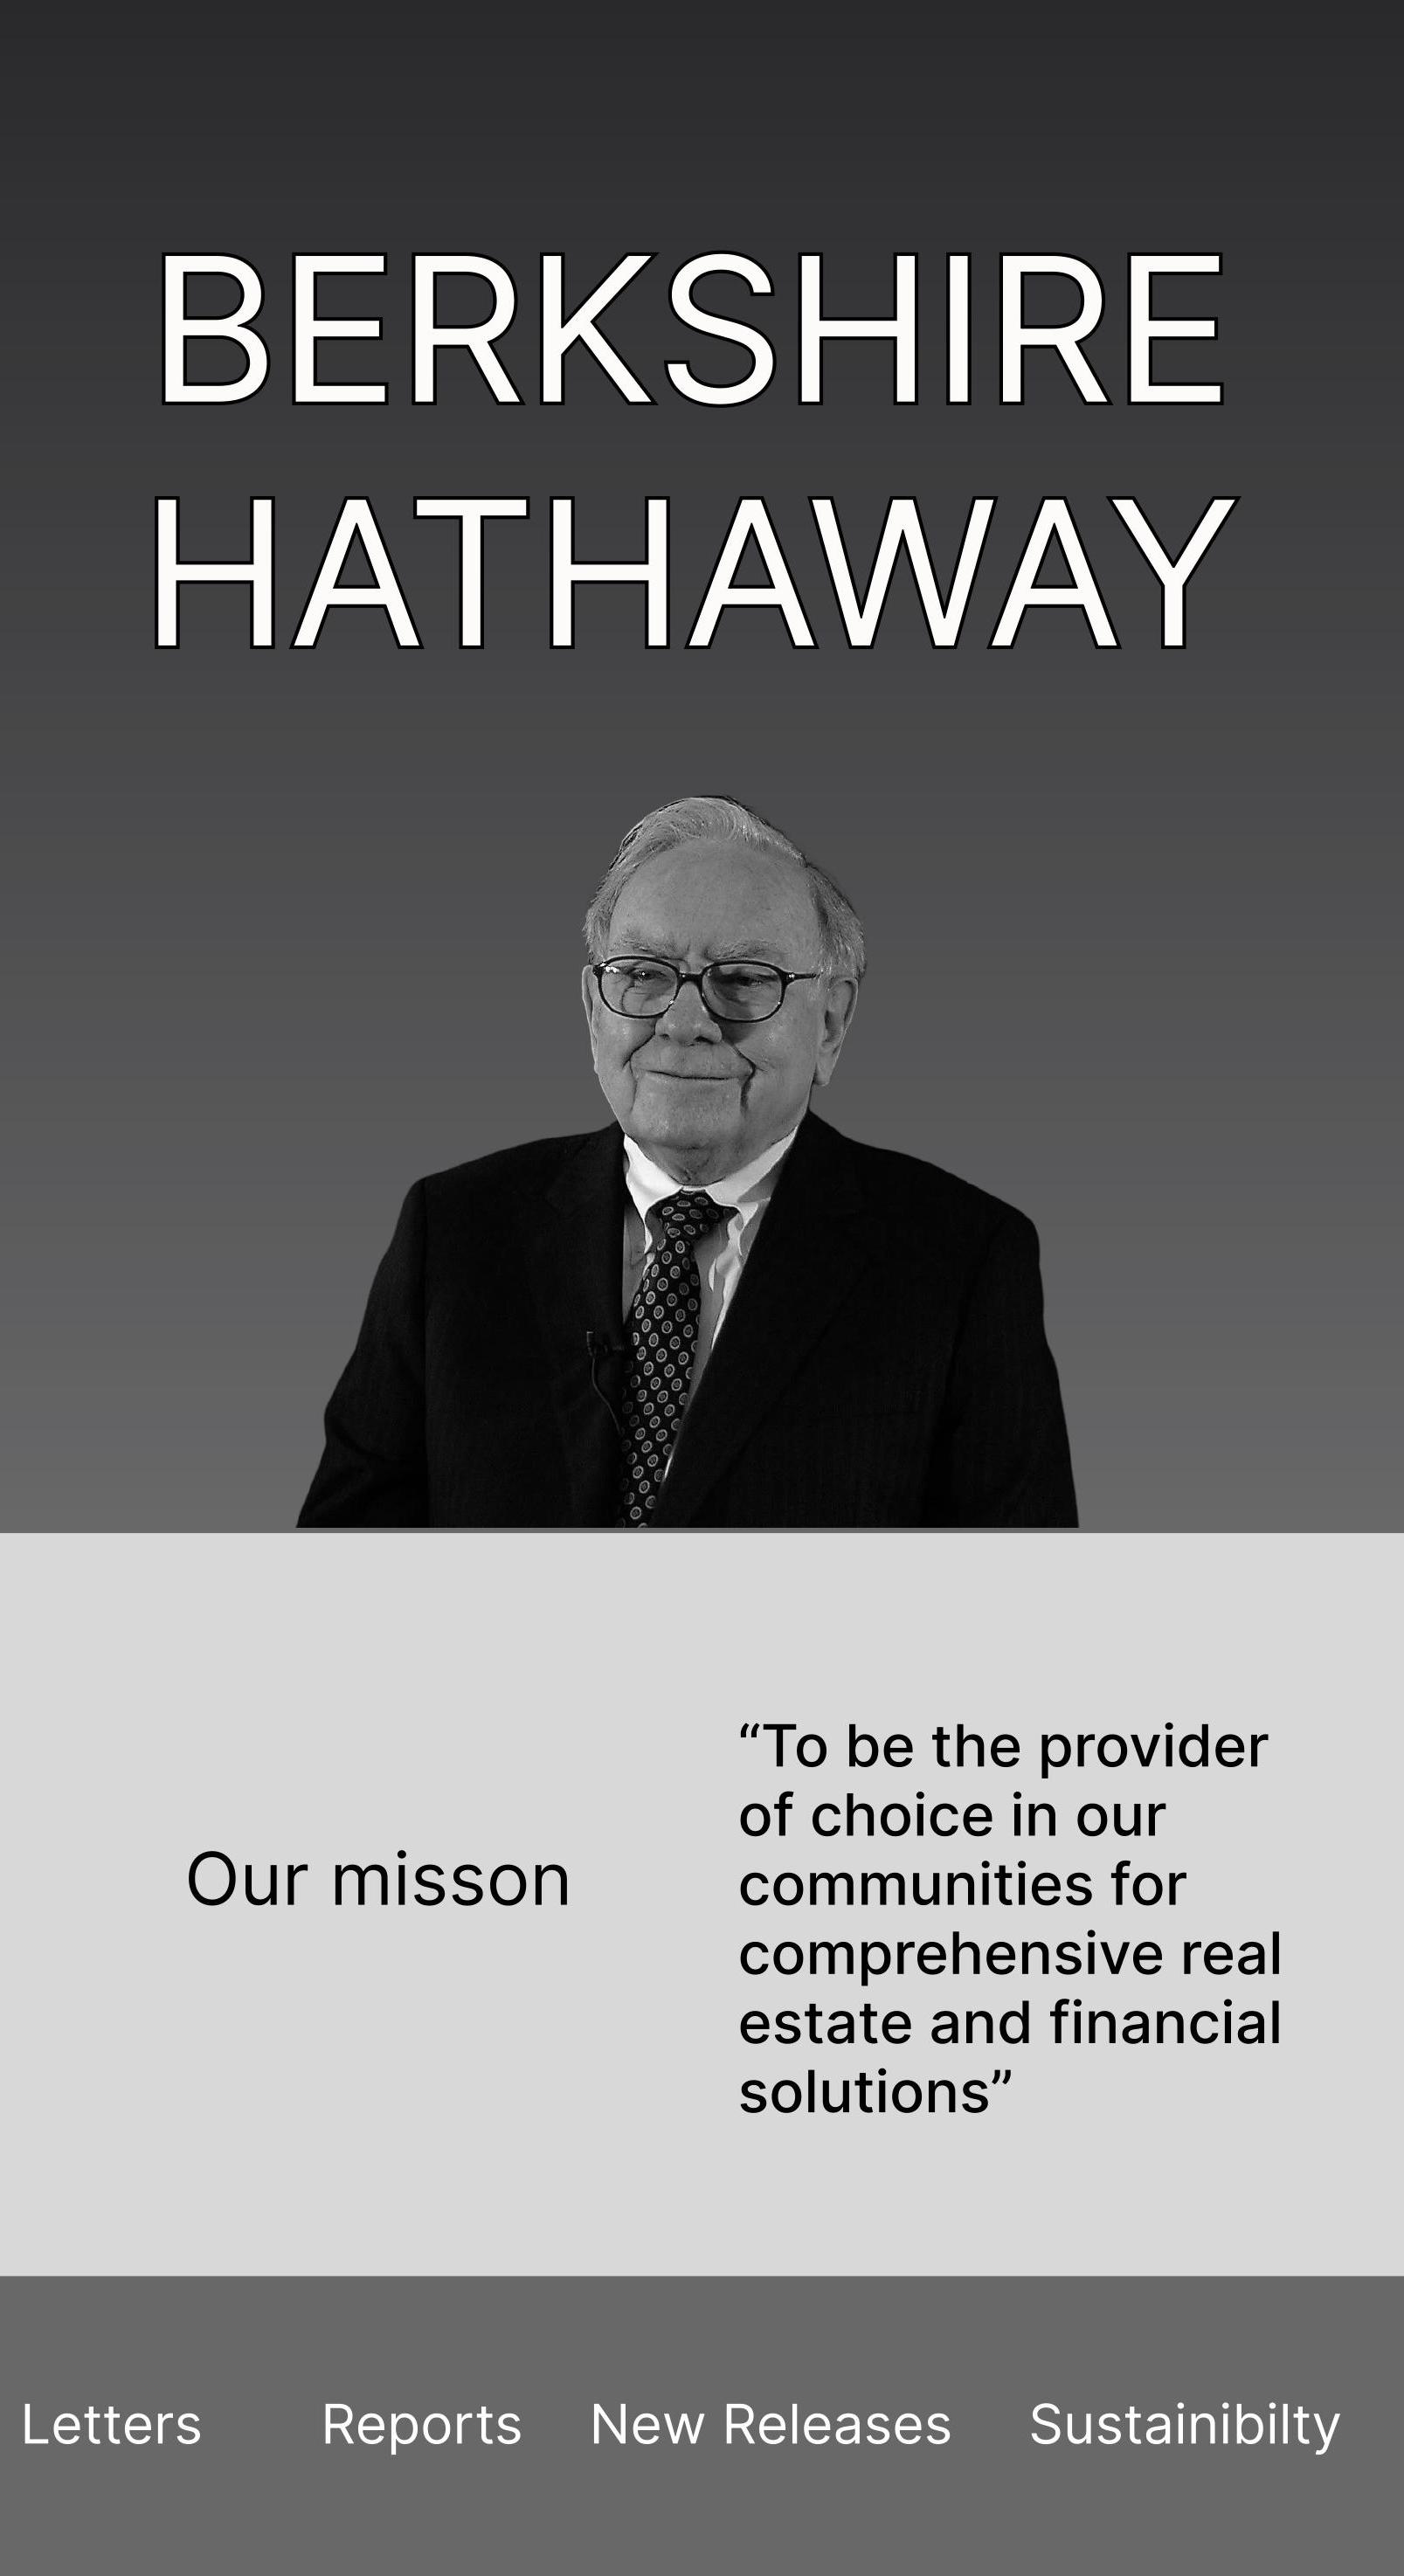 BERKSHIRE
HATHAWAY
Our misson
“To be the provider
of choice in our
communities for
comprehensive real
estate and financial
solutions”
Letters Reports New Releases Sustainibilty